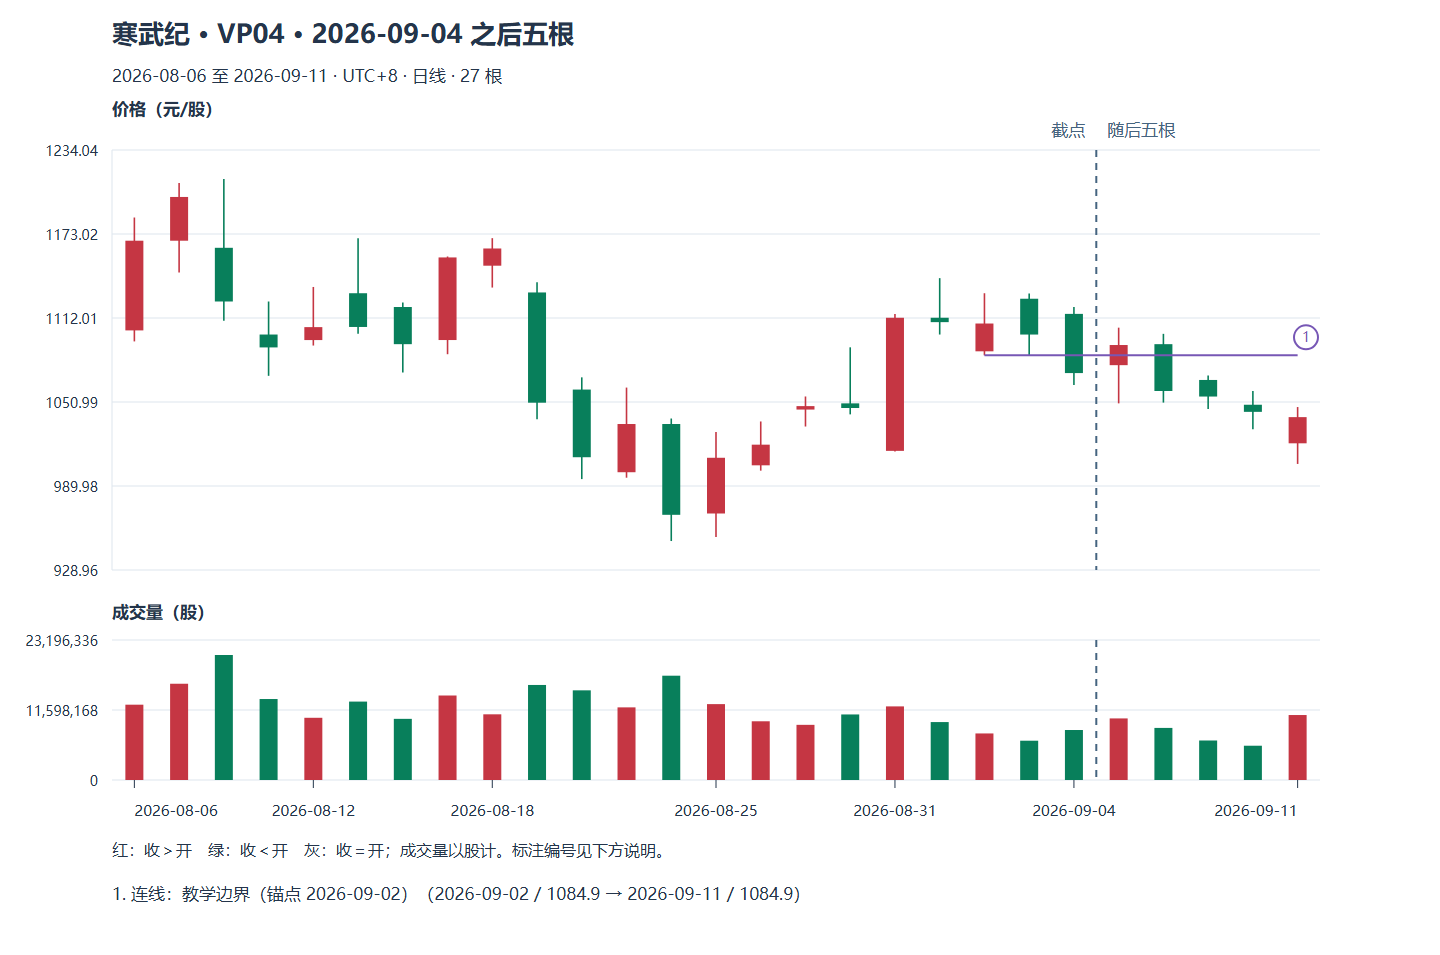 寒武纪 • VP04 • 2026-09-04 之后五根
2026-08-06 至 2026-09-11 · UTC+8 · 日线 · 27 根
价格（元/股）
截点 随后五根
1234.04
1173.02
1112.01
1
1050.99
989.98
928.96
成交量（股）
23,196,336
11,598,168
0
2026-08-06 2026-08-12 2026-08-18 2026-08-25 2026-08-31 2026-09-04 2026-09-11
红：收 > 开 绿：收 < 开 灰：收 = 开；成交量以股计。标注编号见下方说明。
1. 连线：教学边界（锚点 2026-09-02）（2026-09-02 / 1084.9 → 2026-09-11 / 1084.9）